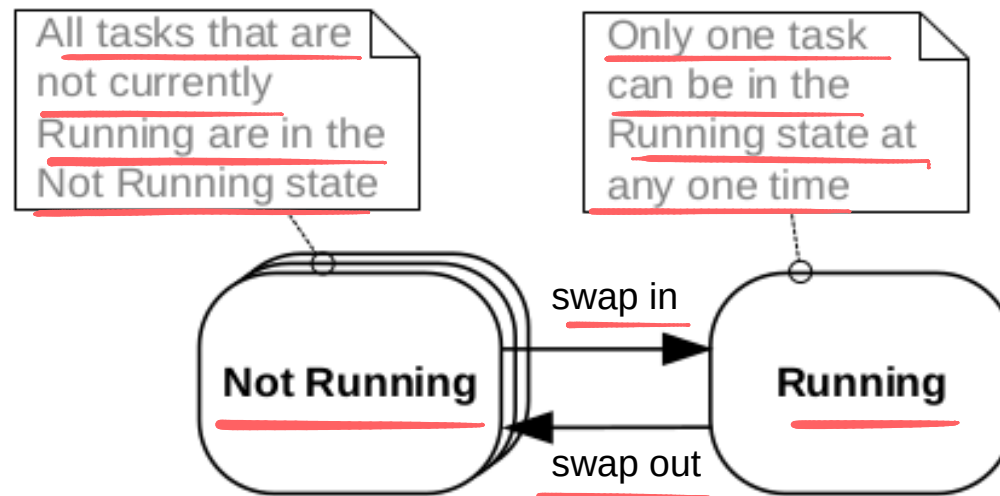 All tasks that are
not currently
Running are in the
Not Running state
Only one task
can be in the
Running state at
any one time
swap in
Not Running
Running
swap out